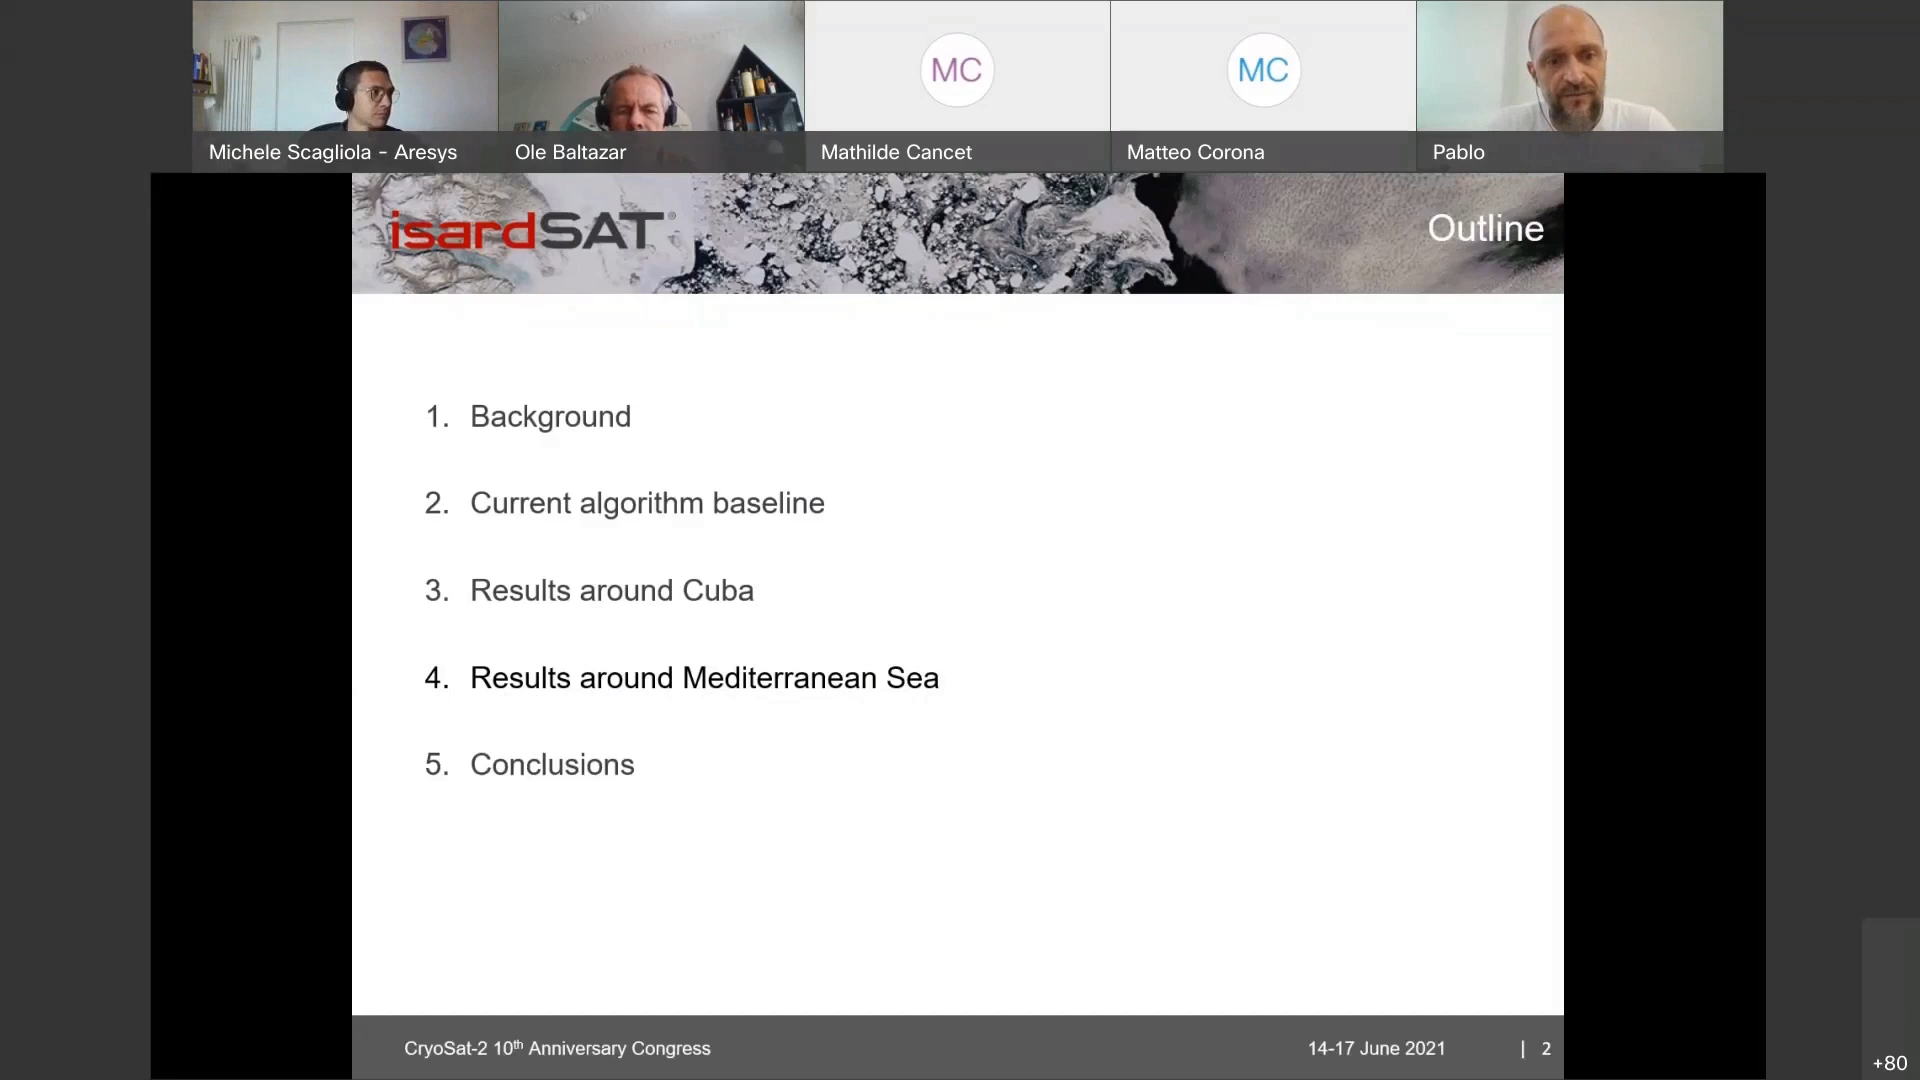 MC
MC
Michele Scagliola - Aresys
Ole Baltazar
Mathilde Cancet
Matteo Corona
Pablo
isardSAT®
Outline
1. Background
2. Current algorithm baseline
3. Results around Cuba
4. Results around Mediterranean Sea
5. Conclusions
CryoSat-2 10th Anniversary Congress
14-17 June 2021
| 2
+80